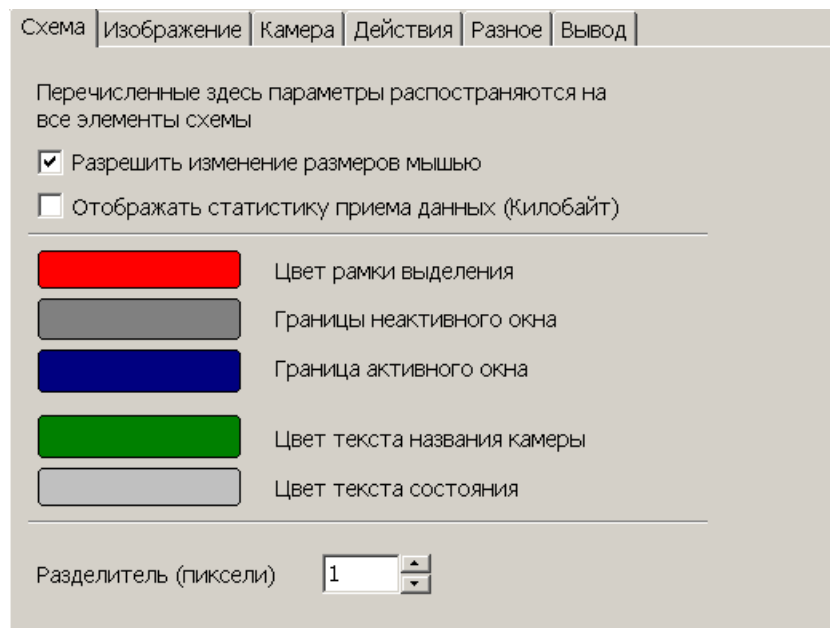 Схема Изображение Камера Действия Разное Вывод
Перечисленные здесь параметры распостраняются на
все элементы схемы
Разрешить изменение размеров мышью
Отображать статистику приема данных (Килобайт)
Цвет рамки выделения
Границы неактивного окна
Граница активного окна
Цвет текста названия камеры
Цвет текста состояния
Разделитель (пиксели) 1